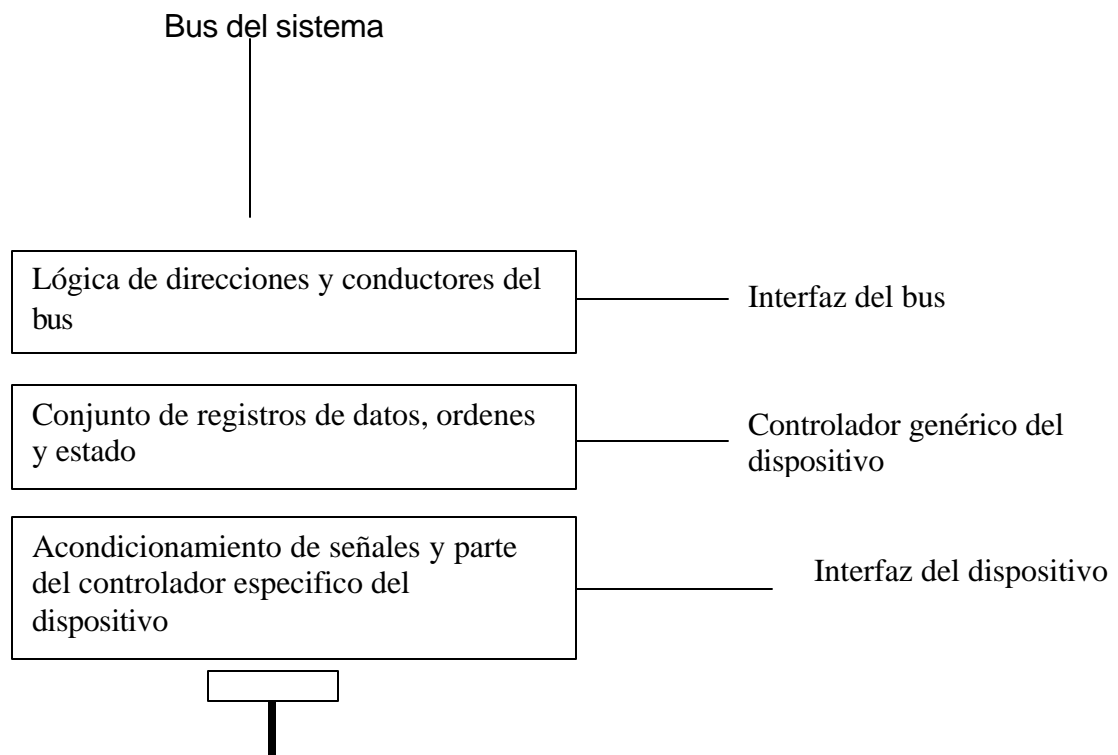 Bus del sistema
Lógica de direcciones y conductores del
bus
Interfaz del bus
Conjunto de registros de datos, ordenes
y estado
Controlador genérico del
dispositivo
Acondicionamiento de señales y parte
del controlador especifico del
dispositivo
Interfaz del dispositivo